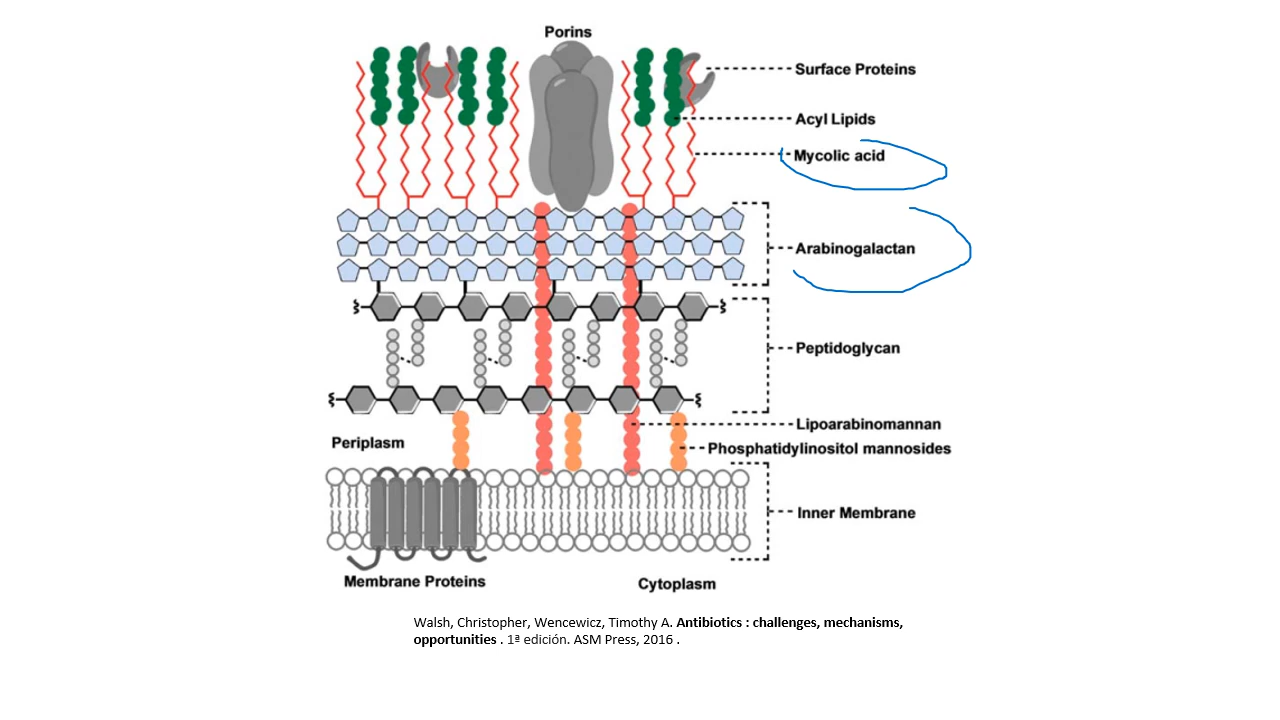 Porins
Surface Proteins
Acyl Lipids
Mycolic acid
Arabinogalactan
Peptidoglycan
Lipoarabinomannan
Periplasm
Phosphatidylinositol mannosides
Inner Membrane
Membrane Proteins
Cytoplasm
Walsh, Christopher, Wencewicz, Timothy A. Antibiotics : challenges, mechanisms,
opportunities . 1ª edición. ASM Press, 2016 .